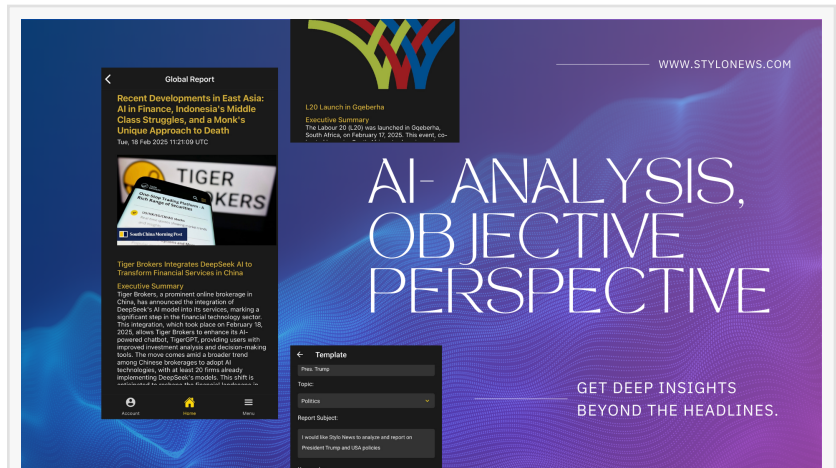 WWW.STYLONEWS.COM
Global Report
Recent Developments in East Asia:
AI in Finance, Indonesia's Middle
Class Struggles, and a Monk's
Unique Approach to Death
Tue, 18 Feb 2025 11:21:09 UTC
TIGER
KERS
One-Stop Trading Platform - A
Rich Range of Securities
South China Morning Post
Tiger Brokers Integrates DeepSeek AI to
Transform Financial Services in China
Executive Summary
Tiger Brokers, a prominent online brokerage in
China, has announced the integration of
DeepSeek's AI model into its services, marking a
significant step in the financial technology sector.
This integration, which took place on February 18,
2025, allows Tiger Brokers to enhance its AI-
powered chatbot, TigerGPT, providing users with
improved investment analysis and decision-making
tools. The move comes amid a broader trend
among Chinese brokerages to adopt AI
technologies, with at least 20 firms already
implementing DeepSeek's models. This shift is
Account
Home
Menu
L20 Launch in Gqeberha
Executive Summary
The Labour 20 (L20) was launched in Gqeberha,
South Africa, on February 17, 2025. This event, co-
AI- ANALYSIS,
OBJECTIVE
PERSPECTIVE
Template
Pres. Trump
Topic:
Politics
Report Subject:
I would like Stylo News to analyze and report on
President Trump and USA policies
GET DEEP INSIGHTS
BEYOND THE HEADLINES.